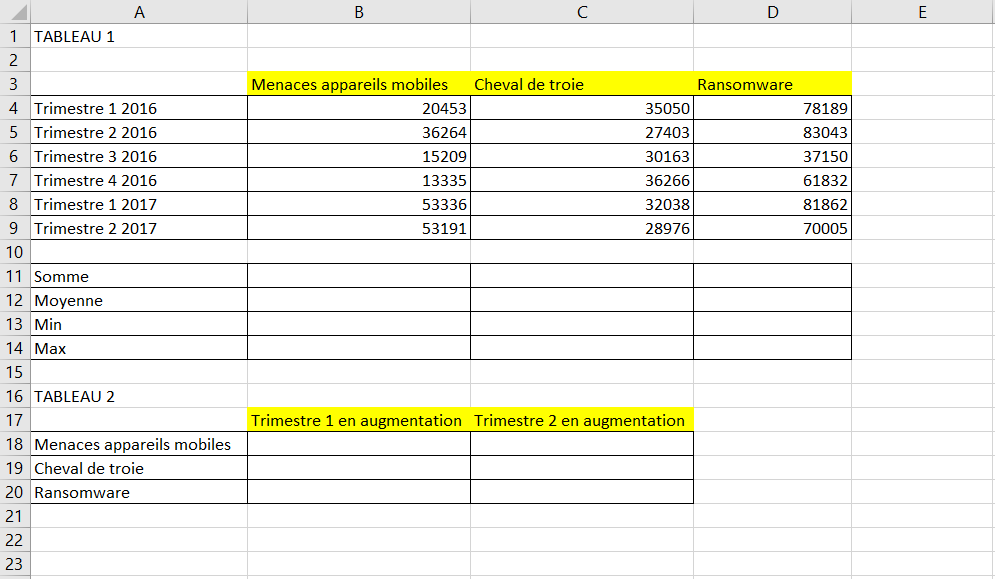 A B C D E
1 TABLEAU 1
2
3 Menaces appareils mobiles Cheval de troie Ransomware
4 Trimestre 1 2016 20453 35050 78189
5 Trimestre 2 2016 36264 27403 83043
6 Trimestre 3 2016 15209 30163 37150
7 Trimestre 4 2016 13335 36266 61832
8 Trimestre 1 2017 53336 32038 81862
9 Trimestre 2 2017 53191 28976 70005
10
11 Somme
12 Moyenne
13 Min
14 Max
15
16 TABLEAU 2
17 Trimestre 1 en augmentation Trimestre 2 en augmentation
18 Menaces appareils mobiles
19 Cheval de troie
20 Ransomware
21
22
23